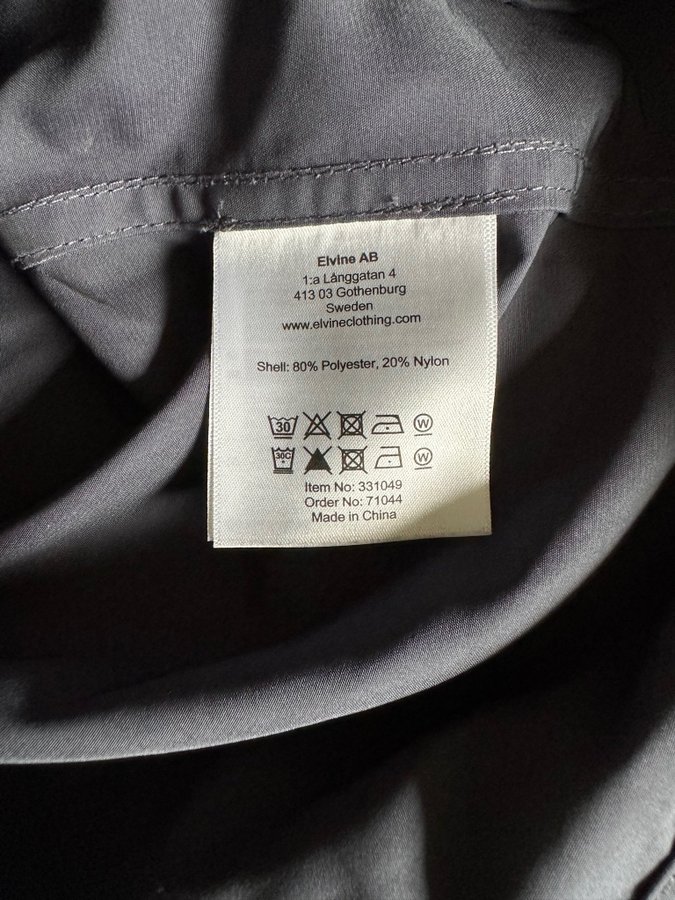 Elvine AB
1:a Långgatan 4
413 03 Gothenburg
Sweden
www.elvineclothing.com
Shell: 80% Polyester, 20% Nylon
30 W
30C W
Item No: 331049
Order No: 71044
Made in China